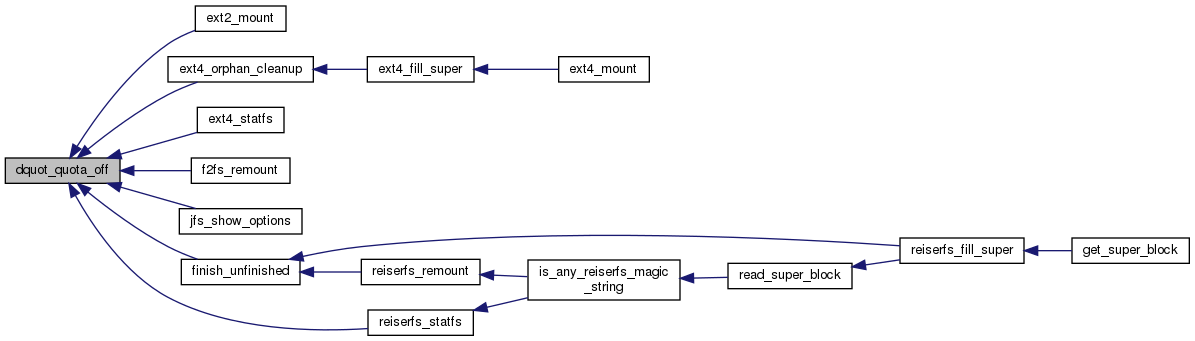 ext2_mount
ext4_orphan_cleanup
ext4_fill_super
ext4_mount
ext4_statfs
dquot_quota_off
f2fs_remount
jfs_show_options
reiserfs_fill_super
get_super_block
finish_unfinished
reiserfs_remount
is_any_reiserfs_magic
_string
read_super_block
reiserfs_statfs